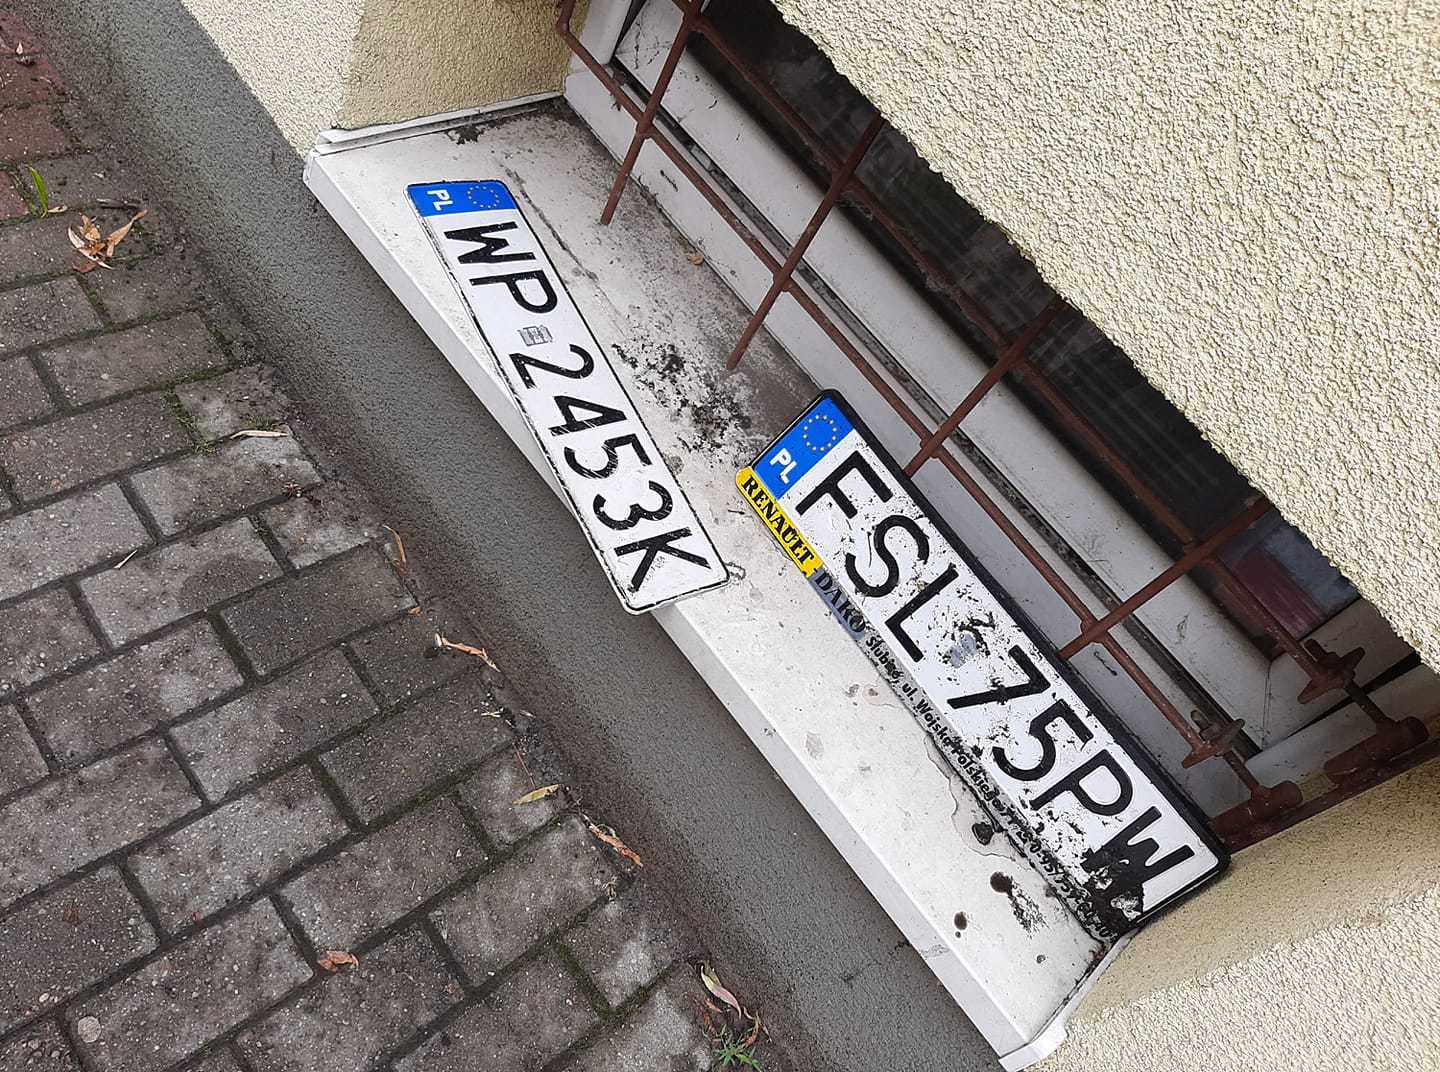 PL
WP 2453K
PL
FSL 75PW
RENAULT DAKO Słubice, ul. Wojska Polskiego